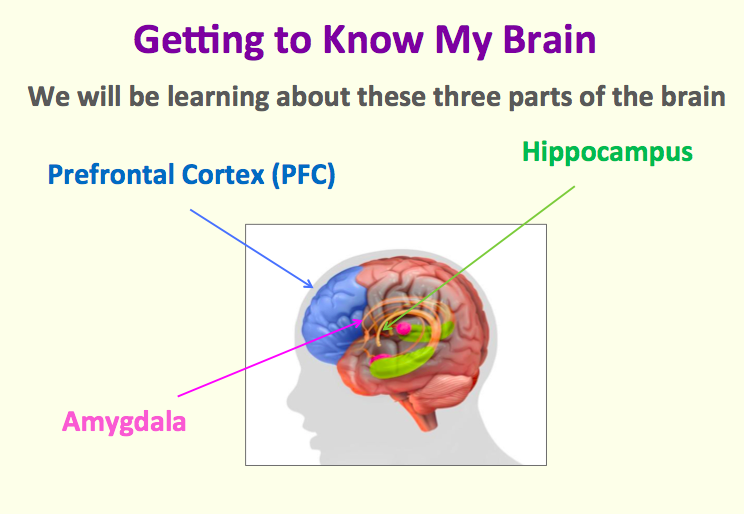 Getting to Know My Brain
We will be learning about these three parts of the brain
Hippocampus
Prefrontal Cortex (PFC)
Amygdala